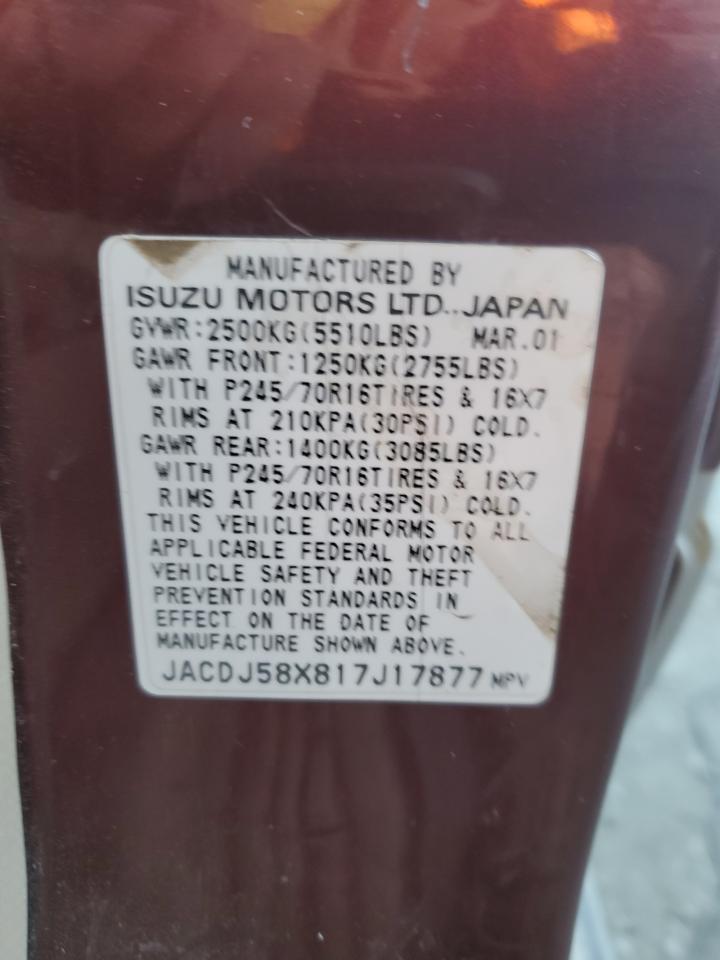 MANUFACTURED BY
ISUZU MOTORS LTD., JAPAN
GVWR:2500KG(5510LBS) MAR.01
GAWR FRONT:1250KG(2755LBS)
WITH P245/70R16TIRES & 16X7
RIMS AT 210KPA(30PSI) COLD.
GAWR REAR:1400KG(3085LBS)
WITH P245/70R16TIRES & 16X7
RIMS AT 240KPA(35PSI) COLD.
THIS VEHICLE CONFORMS TO ALL
APPLICABLE FEDERAL MOTOR
VEHICLE SAFETY AND THEFT
PREVENTION STANDARDS IN
EFFECT ON THE DATE OF
MANUFACTURE SHOWN ABOVE.
JACDJ58X817J17877 MPV